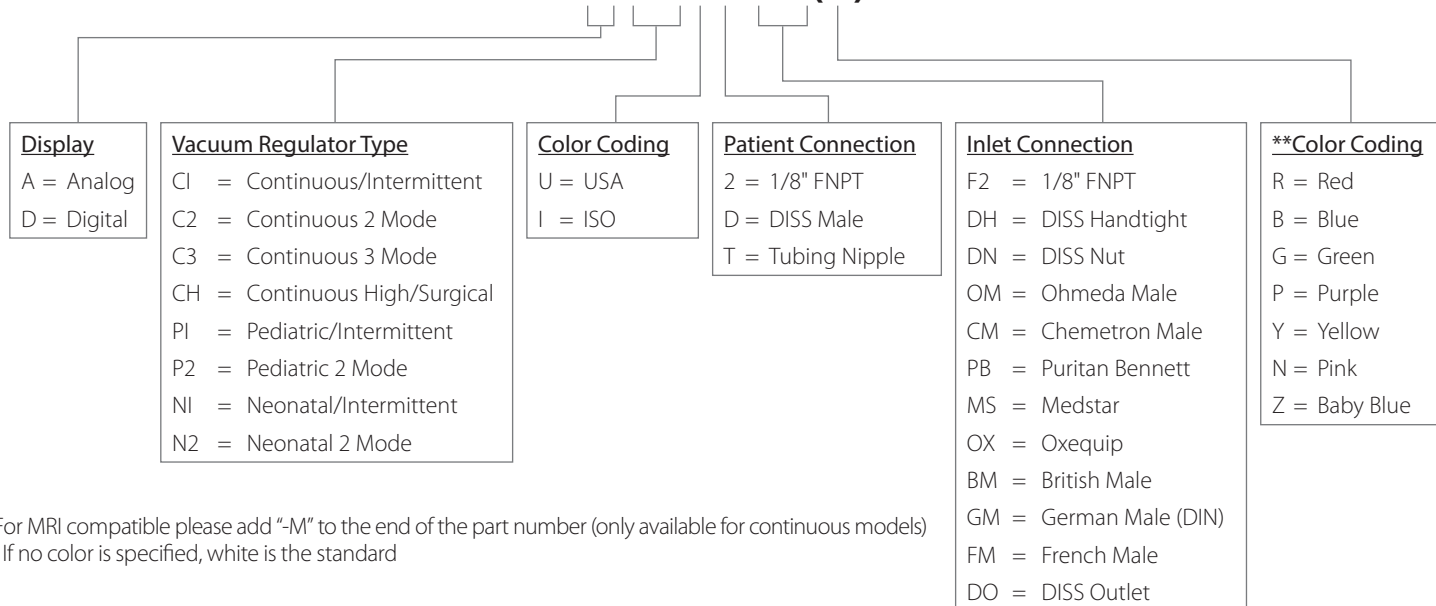 Display
A = Analog
D = Digital
Vacuum Regulator Type
CI = Continuous/Intermittent
C2 = Continuous 2 Mode
C3 = Continuous 3 Mode
CH = Continuous High/Surgical
PI = Pediatric/Intermittent
P2 = Pediatric 2 Mode
NI = Neonatal/Intermittent
N2 = Neonatal 2 Mode
Color Coding
U = USA
I = ISO
Patient Connection
2 = 1/8" FNPT
D = DISS Male
T = Tubing Nipple
Inlet Connection
F2 = 1/8" FNPT
DH = DISS Handtight
DN = DISS Nut
OM = Ohmeda Male
CM = Chemetron Male
PB = Puritan Bennett
MS = Medstar
OX = Oxequip
BM = British Male
GM = German Male (DIN)
FM = French Male
DO = DISS Outlet
**Color Coding
R = Red
B = Blue
G = Green
P = Purple
Y = Yellow
N = Pink
Z = Baby Blue
For MRI compatible please add “-M” to the end of the part number (only available for continuous models)
If no color is specified, white is the standard